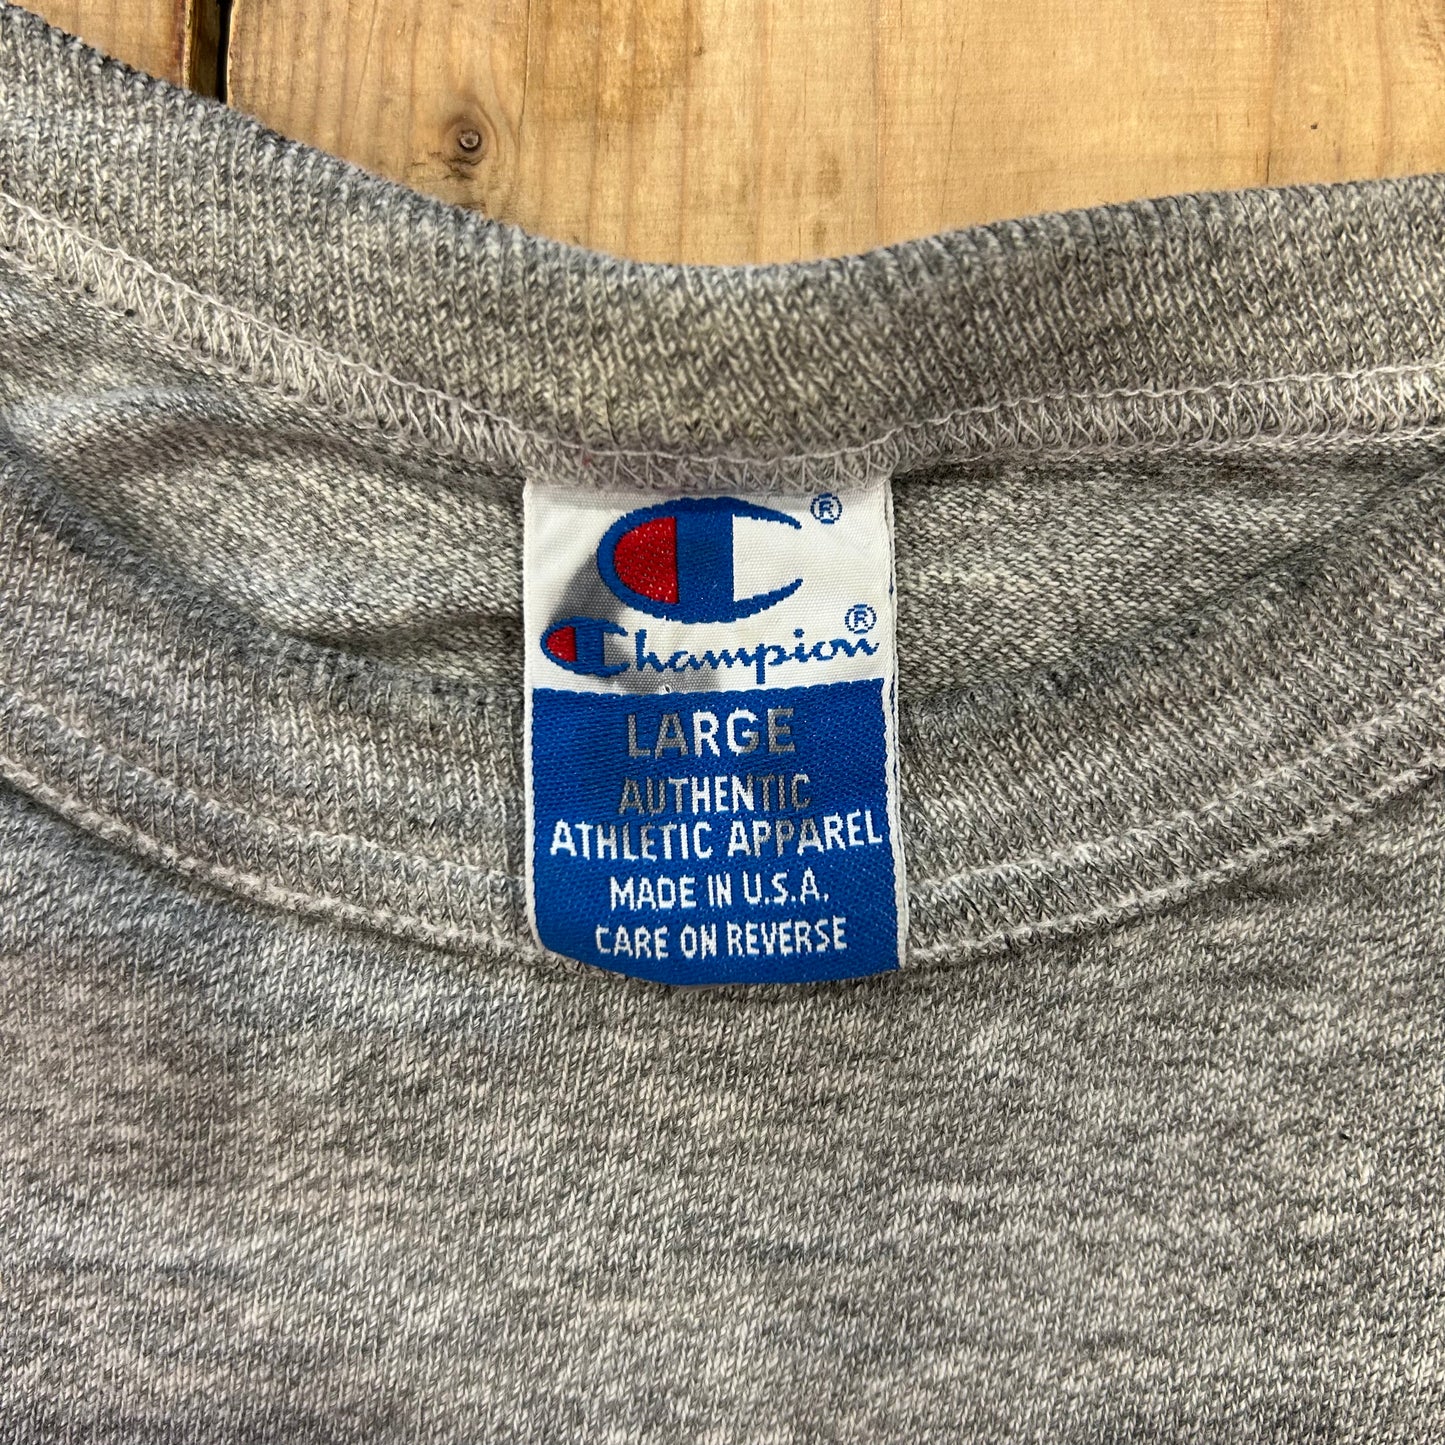 ®
Champion®
LARGE
AUTHENTIC
ATHLETIC APPAREL
MADE IN U.S.A.
CARE ON REVERSE